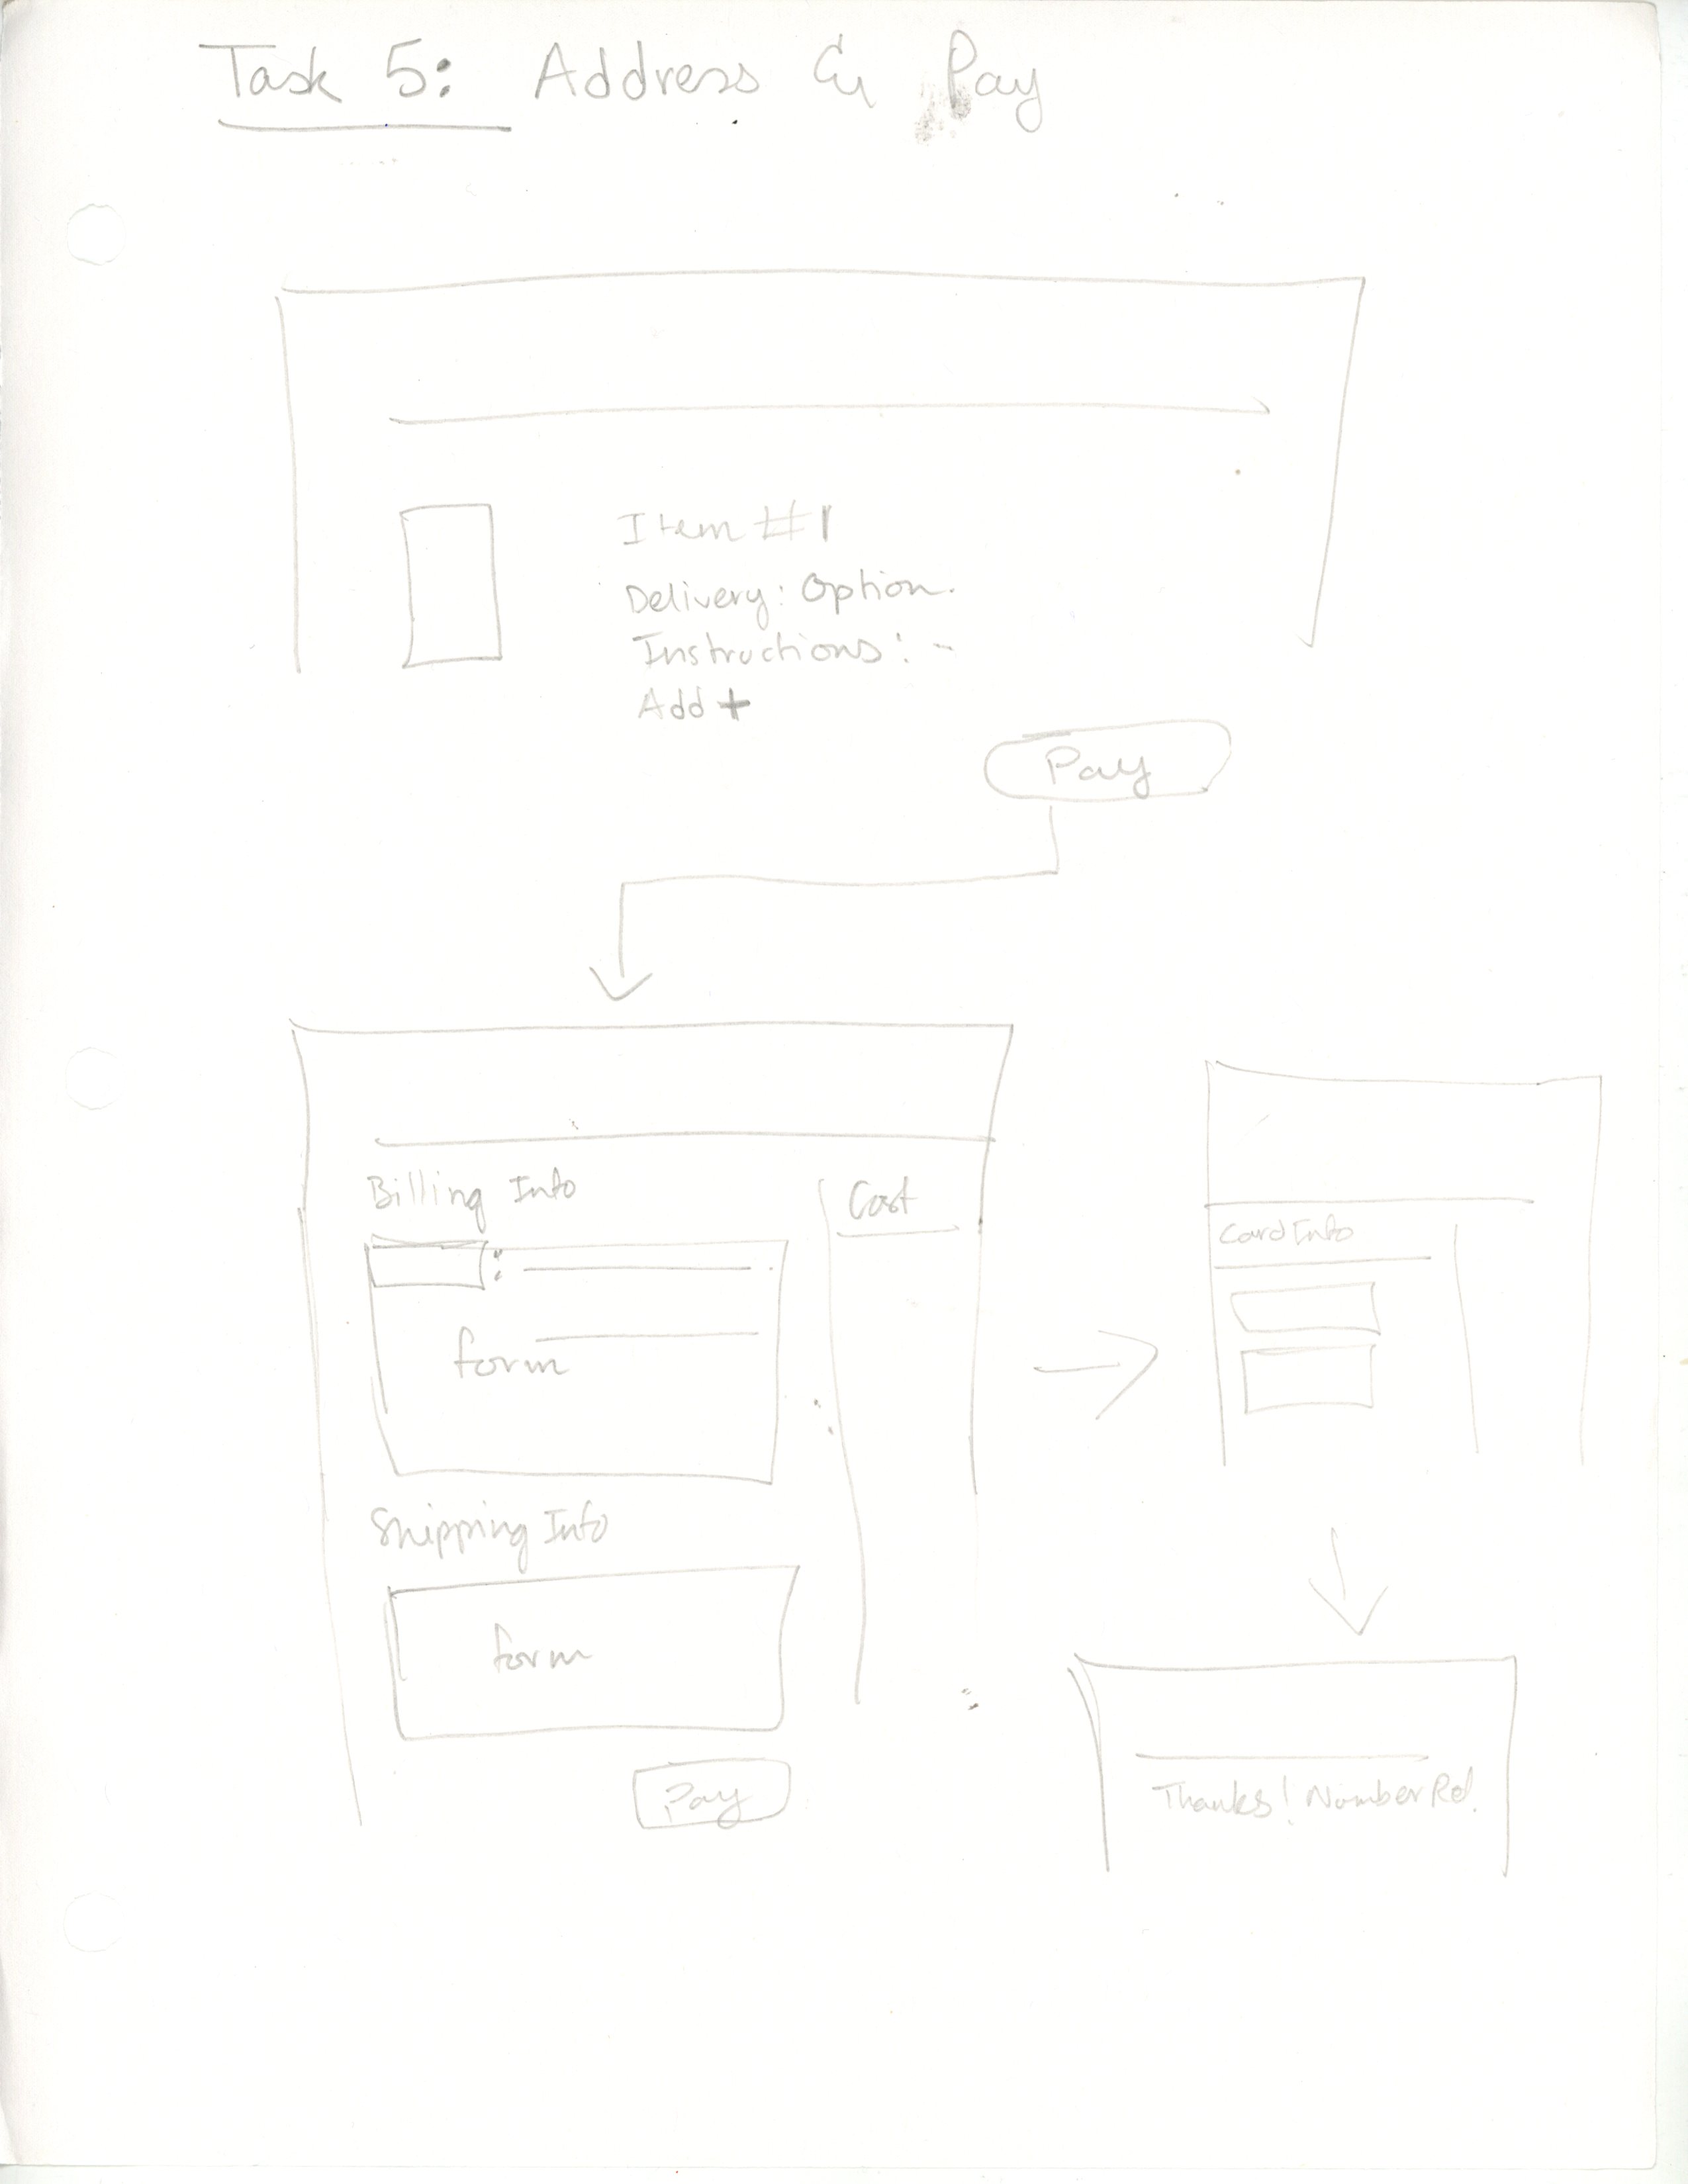 Task 5: Address & Pay
Item #1
Delivery: Option.
Instructions: -
Add +
Pay
Billing Info
Cost
:
form
Shipping Info
form
Pay
Card Info
Thanks! Number Ref.